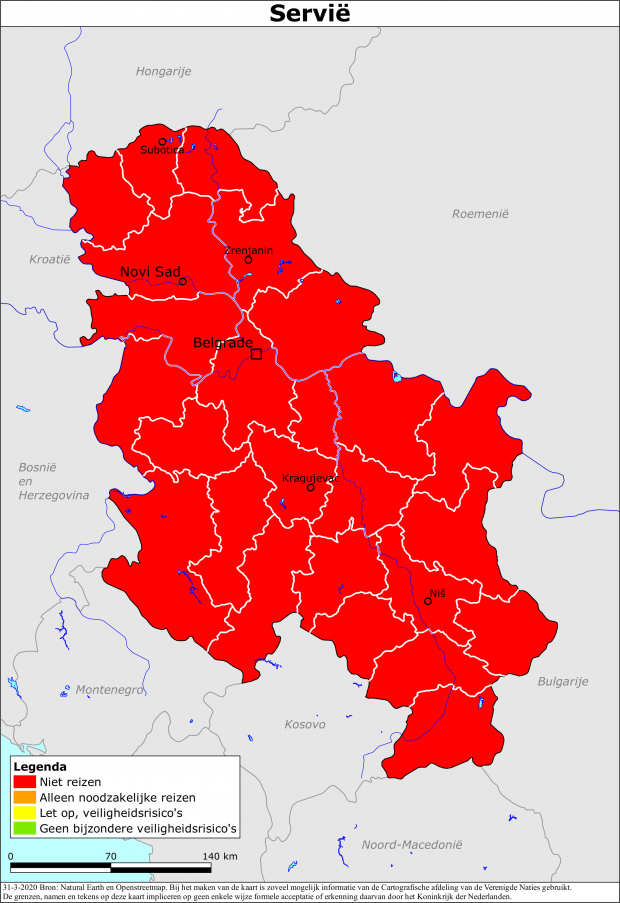 Servië
Hongarije
Subotica
Roemenië
Zrenjanin
Kroatië
Novi Sad
Belgrade
Bosnië
en
Herzegovina
Kragujevac
Niš
Bulgarije
Montenegro
Kosovo
Legenda
Niet reizen
Alleen noodzakelijke reizen
Let op, veiligheidsrisico's
Geen bijzondere veiligheidsrisico's
Noord-Macedonië
0 70 140 km
31-3-2020 Bron: Natural Earth en Openstreetmap. Bij het maken van de kaart is zoveel mogelijk informatie van de Cartografische afdeling van de Verenigde Naties gebruikt.
De grenzen, namen en tekens op deze kaart impliceren op geen enkele wijze formele acceptatie of erkenning daarvan door het Koninkrijk der Nederlanden.